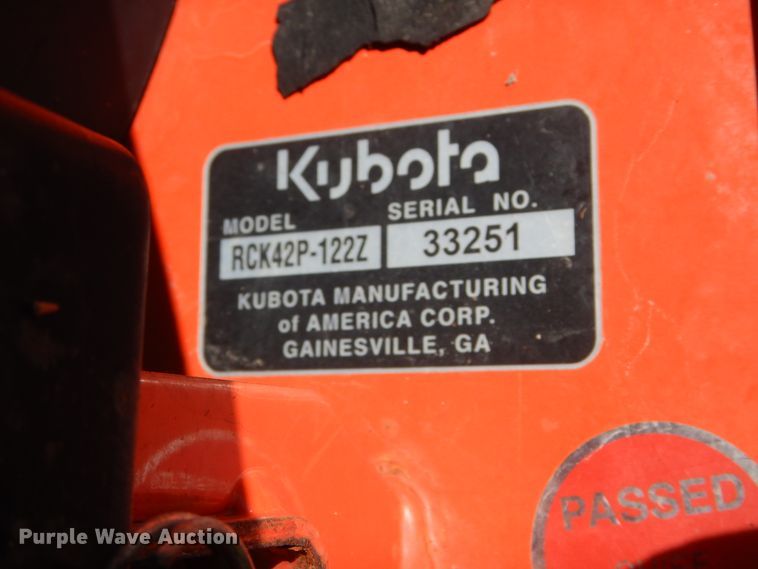 Kubota
MODEL SERIAL NO.
RCK42P-122Z 33251
KUBOTA MANUFACTURING
of AMERICA CORP.
GAINESVILLE, GA
PASSED
Purple Wave Auction